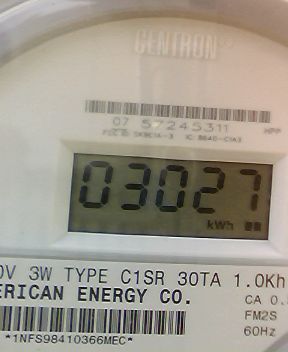 CENTRON®
07 57245311
HPP
03027
kWh
0V 3W TYPE C1SR 30TA 1.0Kh
ERICAN ENERGY CO.
CA 0.
FM2S
60Hz
*1NFS98410366MEC*